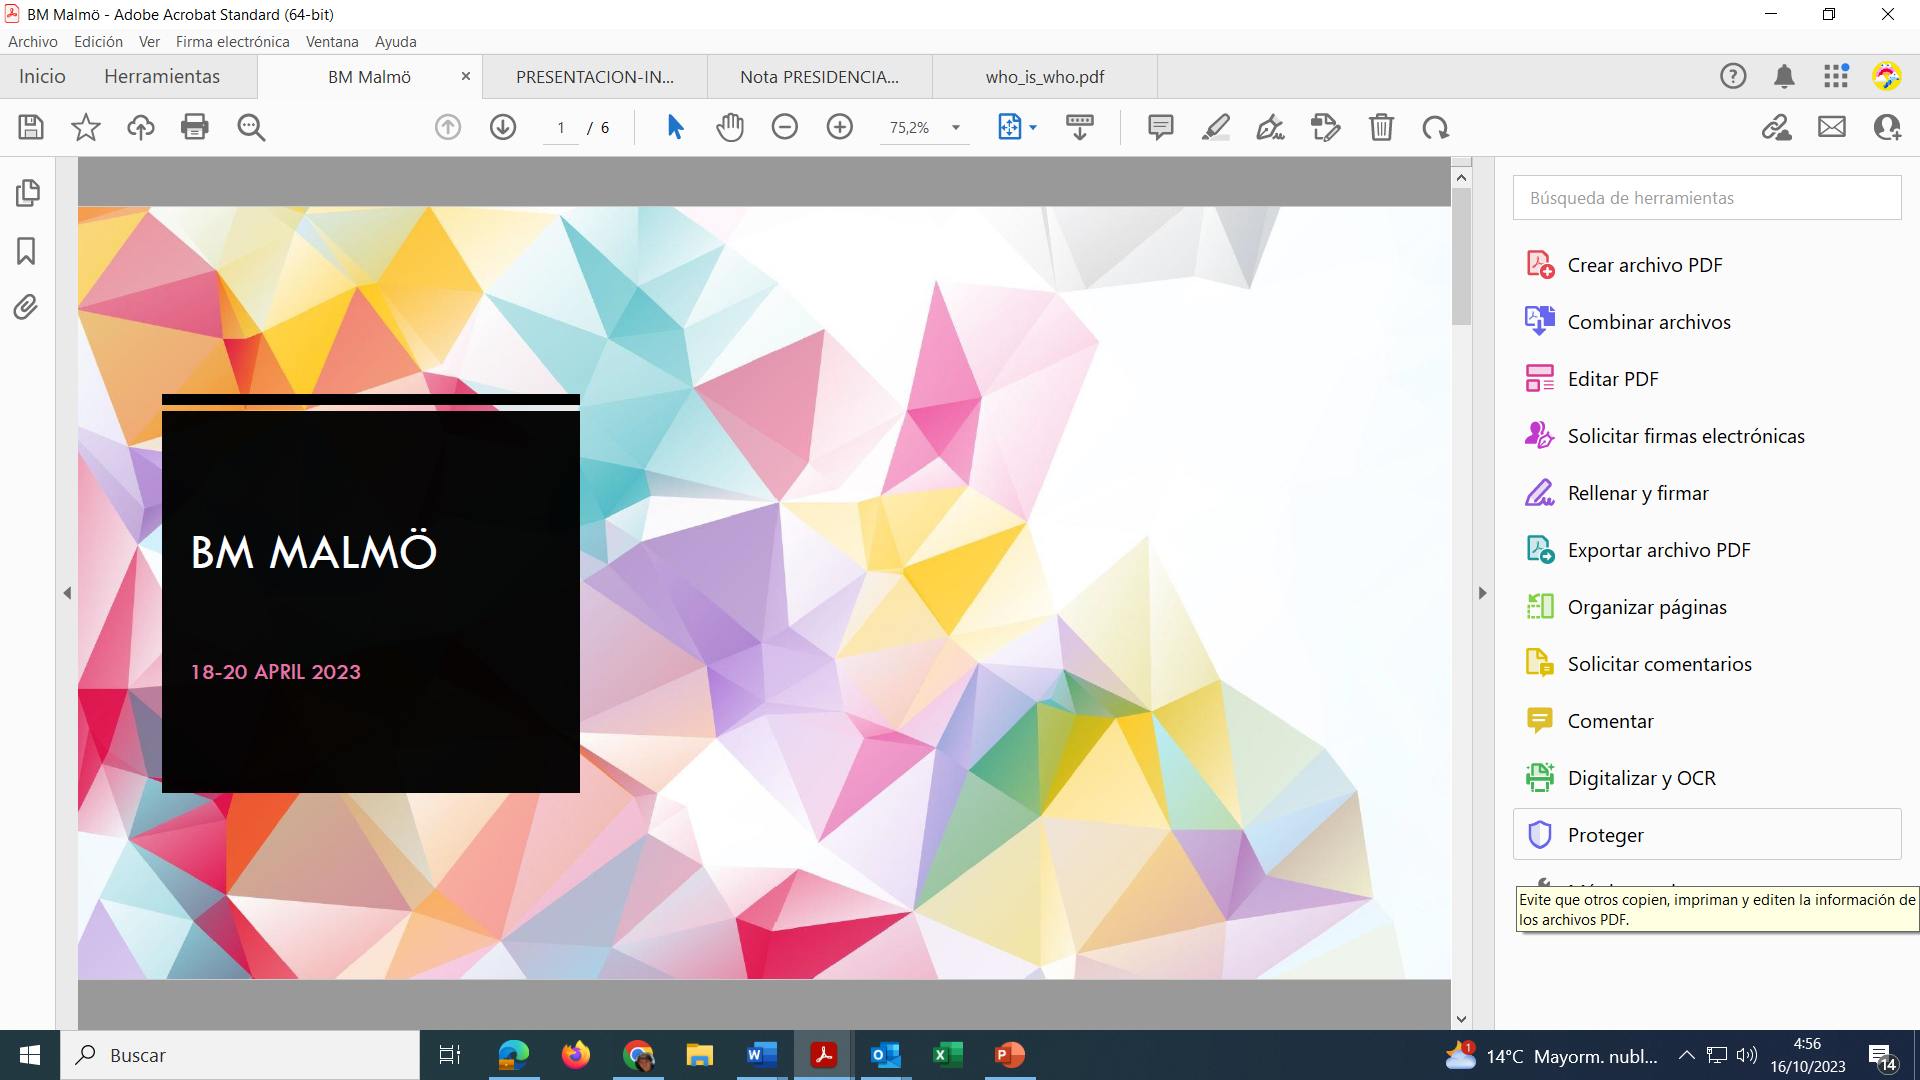 BM Malmö - Adobe Acrobat Standard (64-bit)
Archivo Edición Ver Firma electrónica Ventana Ayuda
Inicio Herramientas BM Malmö PRESENTACION-IN... Nota PRESIDENCIA... who_is_who.pdf
1 / 6 75,2%
Búsqueda de herramientas
Crear archivo PDF
Combinar archivos
Editar PDF
Solicitar firmas electrónicas
Rellenar y firmar
Exportar archivo PDF
Organizar páginas
Solicitar comentarios
Comentar
Digitalizar y OCR
Proteger
Evite que otros copien, impriman y editen la información de
los archivos PDF.
BM MALMÖ
18-20 APRIL 2023
Buscar
1
14°C Mayorm. nubl...
4:56
16/10/2023
14